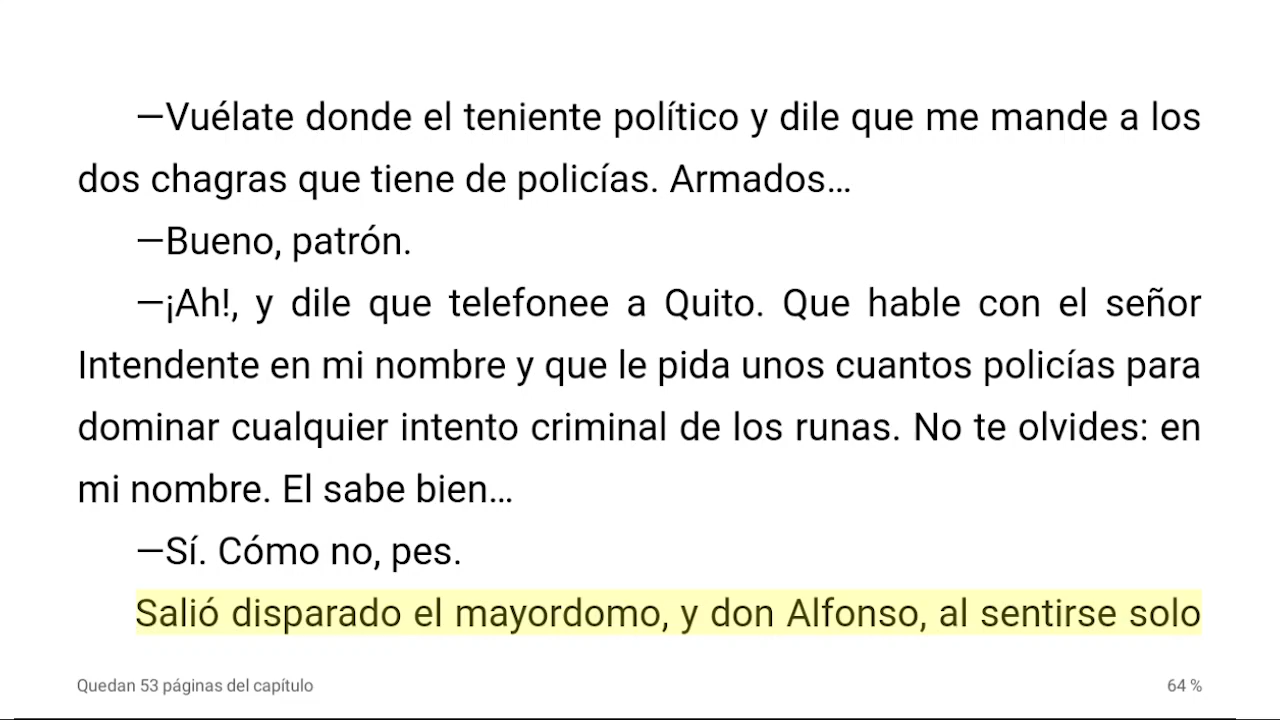 —Vuélate donde el teniente político y dile que me mande a los
dos chagras que tiene de policías. Armados…
—Bueno, patrón.
—¡Ah!, y dile que telefonee a Quito. Que hable con el señor
Intendente en mi nombre y que le pida unos cuantos policías para
dominar cualquier intento criminal de los runas. No te olvides: en
mi nombre. El sabe bien…
—Sí. Cómo no, pes.
Salió disparado el mayordomo, y don Alfonso, al sentirse solo
Quedan 53 páginas del capítulo
64 %